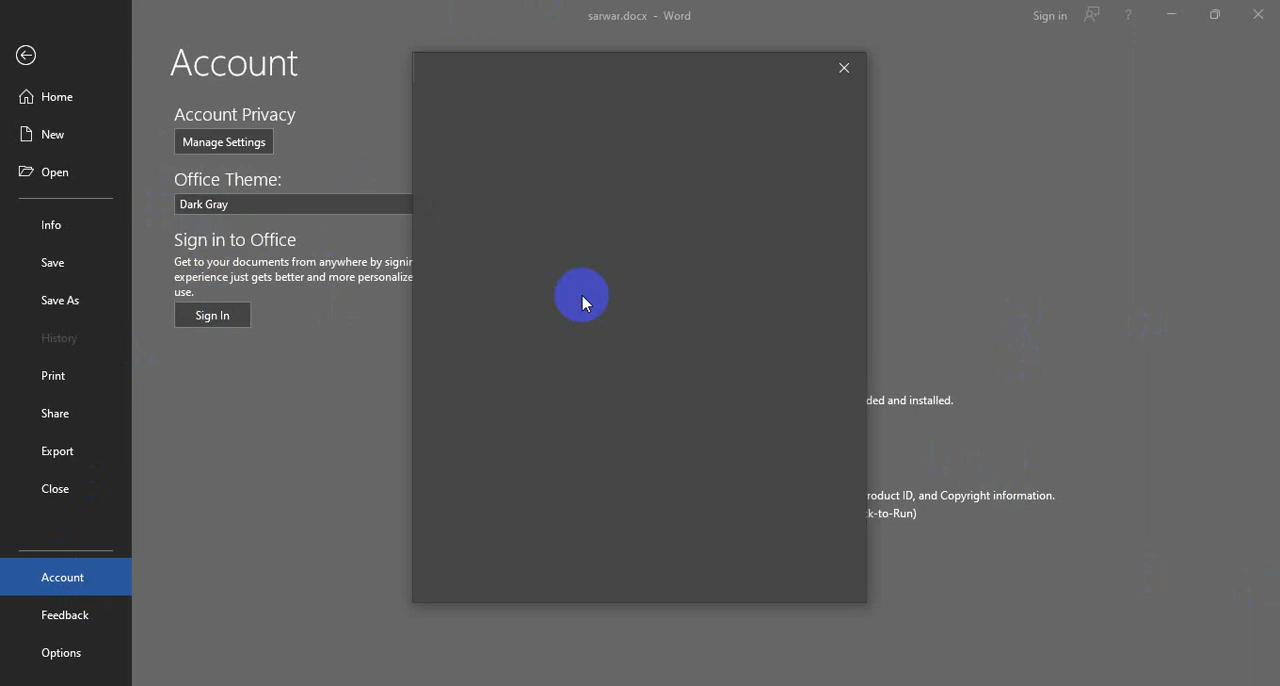 sarwar.docx - Word
Sign in
?
Home
New
Open
Info
Save
Save As
History
Print
Share
Export
Close
Account
Feedback
Options
Account
Account Privacy
Manage Settings
Office Theme:
Dark Gray
Sign in to Office
Get to your documents from anywhere by signin
experience just gets better and more personalize
use.
Sign In
ded and installed.
roduct ID, and Copyright information.
k-to-Run)